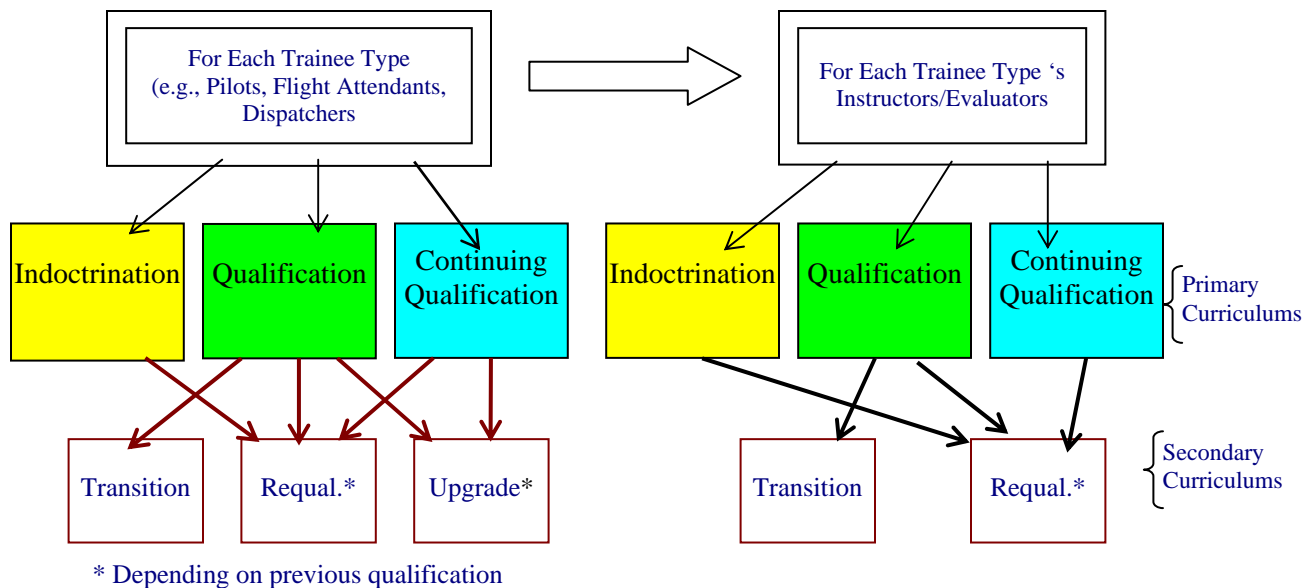 For Each Trainee Type
(e.g., Pilots, Flight Attendants,
Dispatchers
For Each Trainee Type ‘s
Instructors/Evaluators
Indoctrination
Qualification
Continuing
Qualification
Indoctrination
Qualification
Continuing
Qualification
Primary
Curriculums
Transition
Requal.*
Upgrade*
Transition
Requal.*
Secondary
Curriculums
* Depending on previous qualification